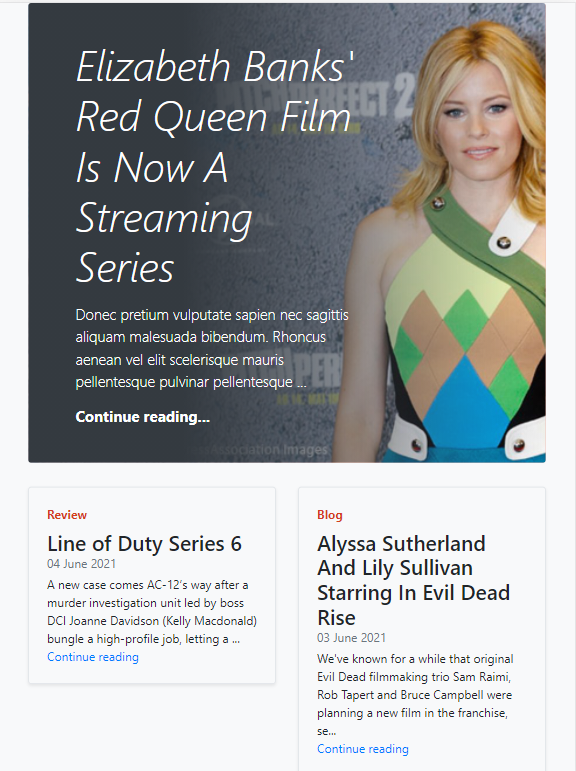 Elizabeth Banks'
Red Queen Film
Is Now A
Streaming
Series
Donec pretium vulputate sapien nec sagittis
aliquam malesuada bibendum. Rhoncus
aenean vel elit scelerisque mauris
pellentesque pulvinar pellentesque ...
Continue reading...
Association Images
Review
Line of Duty Series 6
04 June 2021
A new case comes AC-12's way after a
murder investigation unit led by boss
DCI Joanne Davidson (Kelly Macdonald)
bungle a high-profile job, letting a ...
Continue reading
Blog
Alyssa Sutherland
And Lily Sullivan
Starring In Evil Dead
Rise
03 June 2021
We've known for a while that original
Evil Dead filmmaking trio Sam Raimi,
Rob Tapert and Bruce Campbell were
planning a new film in the franchise,
se...
Continue reading